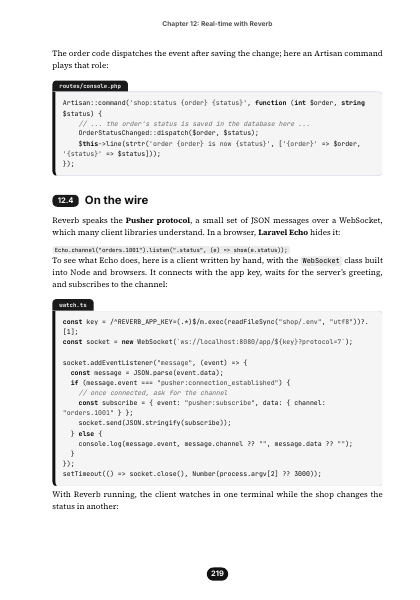 Chapter 12: Real-time with Reverb
The order code dispatches the event after saving the change; here an Artisan command
plays that role:
routes/console.php
Artisan::command('shop:status {order} {status}', function (int $order, string
$status) {
// ... the order's status is saved in the database here ...
OrderStatusChanged::dispatch($order, $status);
$this->line(strtr('order {order} is now {status}', ['{order}' => $order,
'{status}' => $status]));
});
12.4 On the wire
Reverb speaks the Pusher protocol, a small set of JSON messages over a WebSocket,
which many client libraries understand. In a browser, Laravel Echo hides it:
Echo.channel("orders.1001").listen(".status", (e) => show(e.status));
To see what Echo does, here is a client written by hand, with the WebSocket class built
into Node and browsers. It connects with the app key, waits for the server's greeting,
and subscribes to the channel:
watch.ts
const key = /^REVERB_APP_KEY=(.*)$/m.exec(readFileSync("shop/.env", "utf8"))?.
[1];
const socket = new WebSocket(`ws://localhost:8080/app/${key}?protocol=7`);
socket.addEventListener("message", (event) => {
const message = JSON.parse(event.data);
if (message.event === "pusher:connection_established") {
// once connected, ask for the channel
const subscribe = { event: "pusher:subscribe", data: { channel:
"orders.1001" } };
socket.send(JSON.stringify(subscribe));
} else {
console.log(message.event, message.channel ?? "", message.data ?? "");
}
});
setTimeout(() => socket.close(), Number(process.argv[2] ?? 3000));
With Reverb running, the client watches in one terminal while the shop changes the
status in another:
219